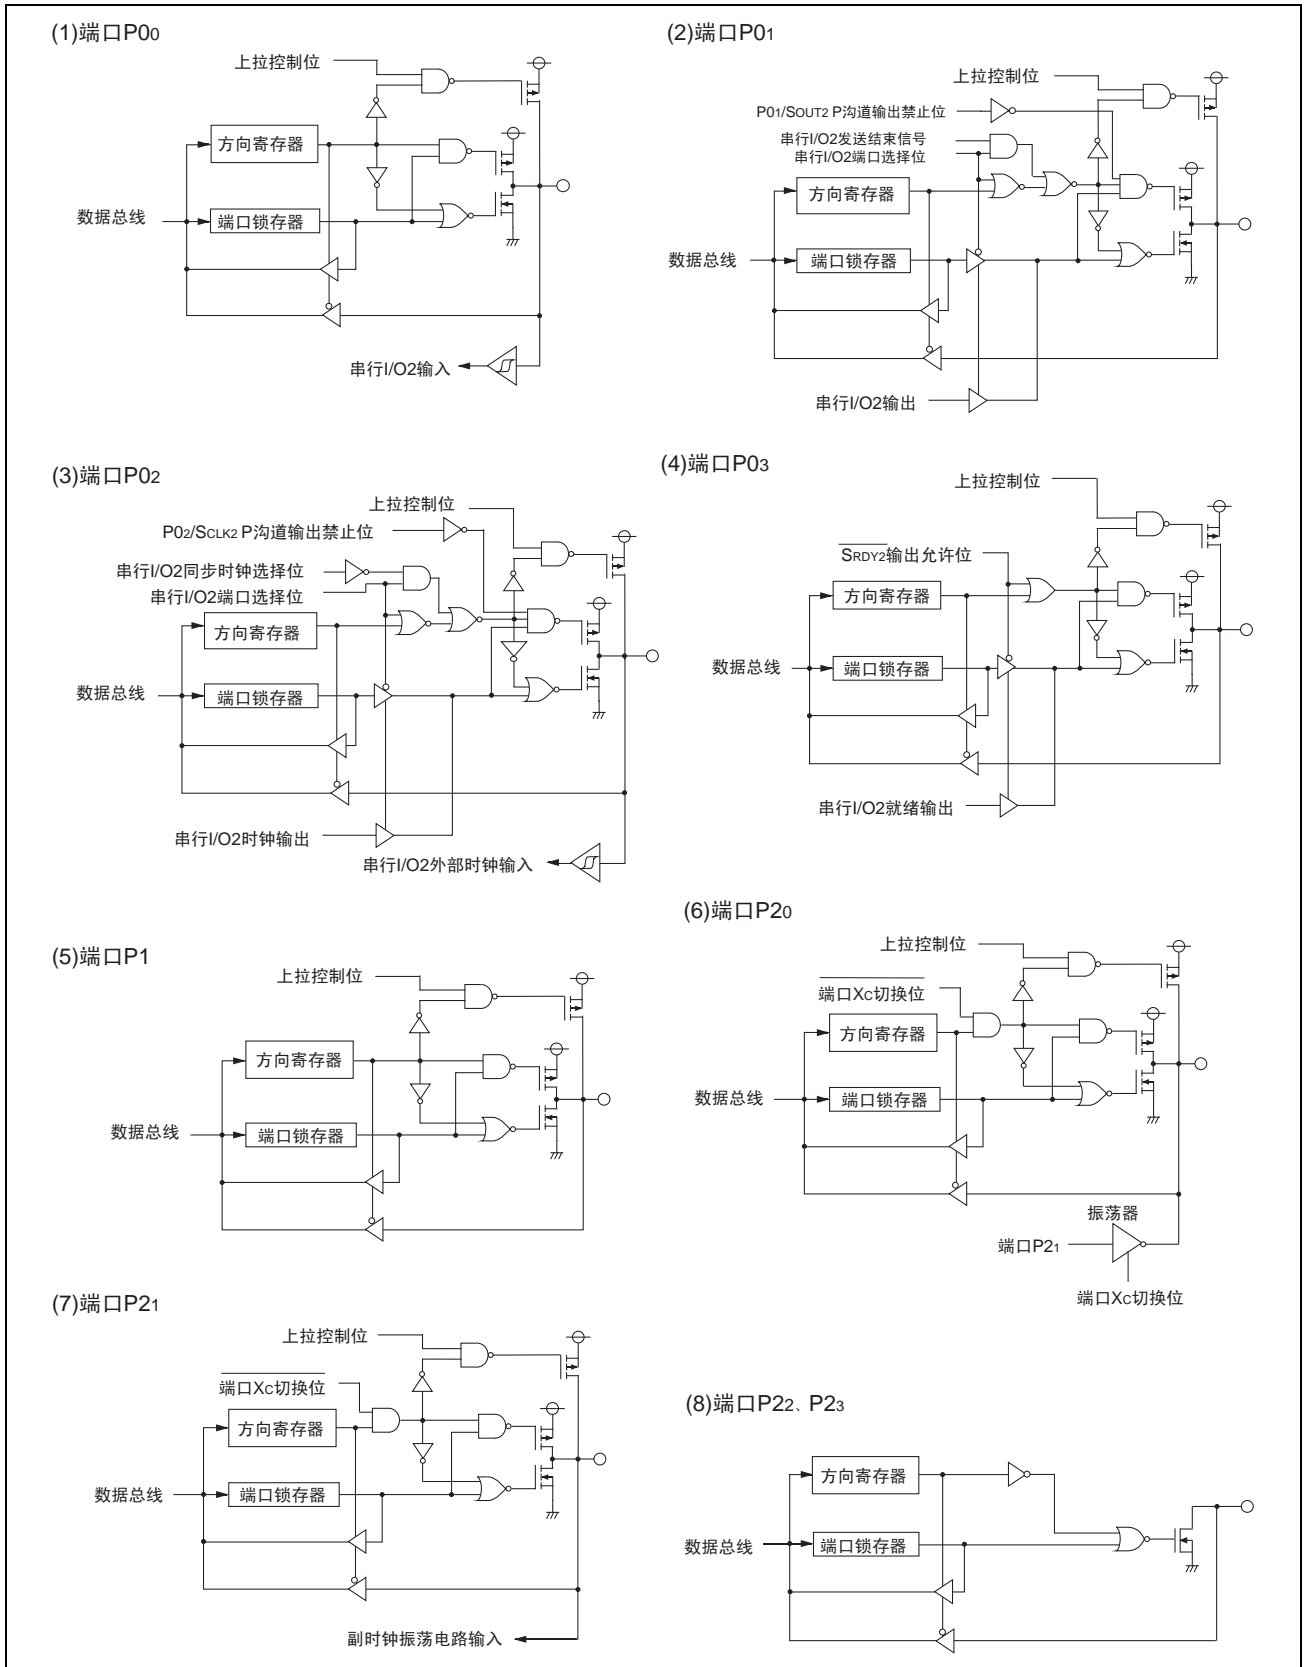 (1)端口P00
上拉控制位
方向寄存器
数据总线
端口锁存器
串行I/O2输入
(2)端口P01
上拉控制位
P01/SOUT2 P沟道输出禁止位
串行I/O2发送结束信号
串行I/O2端口选择位
方向寄存器
数据总线
端口锁存器
串行I/O2输出
(3)端口P02
上拉控制位
P02/SCLK2 P沟道输出禁止位
串行I/O2同步时钟选择位
串行I/O2端口选择位
方向寄存器
数据总线
端口锁存器
串行I/O2时钟输出
串行I/O2外部时钟输入
(4)端口P03
上拉控制位
SRDY2输出允许位
方向寄存器
数据总线
端口锁存器
串行I/O2就绪输出
(5)端口P1
上拉控制位
方向寄存器
数据总线
端口锁存器
(6)端口P20
上拉控制位
端口XC切换位
方向寄存器
数据总线
端口锁存器
振荡器
端口P21
端口XC切换位
(7)端口P21
上拉控制位
端口XC切换位
方向寄存器
数据总线
端口锁存器
副时钟振荡电路输入
(8)端口P22、P23
方向寄存器
数据总线
端口锁存器